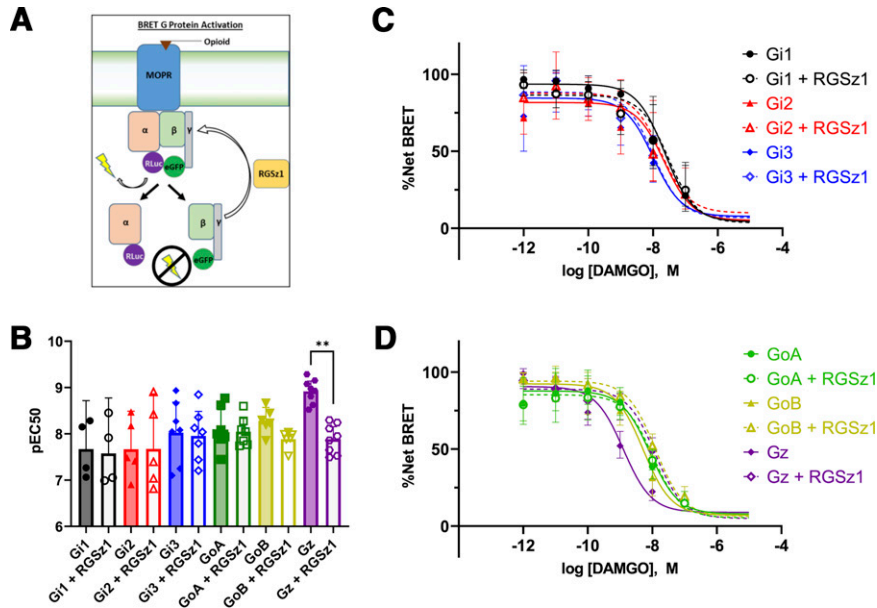 A
BRET G Protein Activation
Opioid
MOPR
α
β
γ
RLuc
eGFP
RGSz1
α
β
γ
RLuc
eGFP
B
pEC50
10
9
8
7
6
**
Gi1
Gi1 + RGSz1
Gi2
Gi2 + RGSz1
Gi3
Gi3 + RGSz1
GoA
GoA + RGSz1
GoB
GoB + RGSz1
Gz
Gz + RGSz1
C
%Net BRET
100
50
0
-12
-10
-8
-6
-4
log [DAMGO], M
Gi1
Gi1 + RGSz1
Gi2
Gi2 + RGSz1
Gi3
Gi3 + RGSz1
D
%Net BRET
100
50
0
-12
-10
-8
-6
-4
log [DAMGO], M
GoA
GoA + RGSz1
GoB
GoB + RGSz1
Gz
Gz + RGSz1